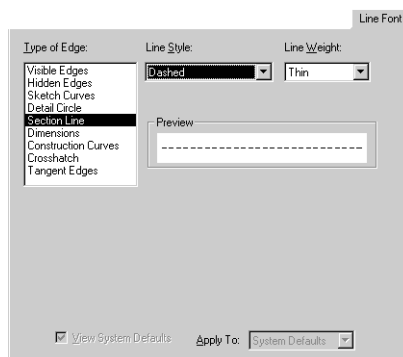 Line Font
Type of Edge:
Line Style:
Line Weight:
Visible Edges
Hidden Edges
Sketch Curves
Detail Circle
Section Line
Dimensions
Construction Curves
Crosshatch
Tangent Edges
Dashed
Thin
Preview
View System Defaults
Apply To:
System Defaults